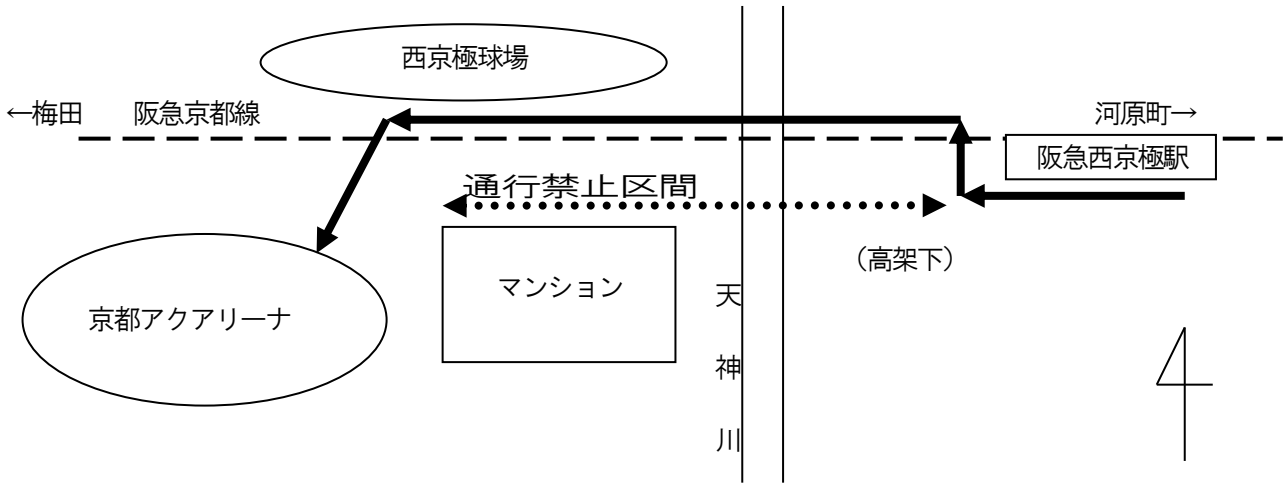 西京極球場
←梅田
阪急京都線
河原町→
阪急西京極駅
通行禁止区間
（高架下）
マンション
天神川
京都アクアリーナ